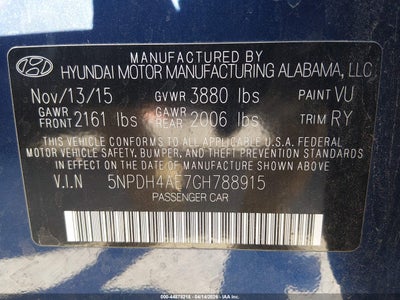 MANUFACTURED BY
HYUNDAI MOTOR MANUFACTURING ALABAMA, LLC
Nov/13/15 GVWR 3880 lbs PAINT VU
GAWR FRONT 2161 lbs GAWR REAR 2006 lbs TRIM RY
THIS VEHICLE CONFORMS TO ALL APPLICABLE U.S.A. FEDERAL
MOTOR VEHICLE SAFETY, BUMPER, AND THEFT PREVENTION
STANDARDS IN EFFECT ON THE DATE OF MANUFACTURE
SHOWN ABOVE.
V.I.N 5NPDH4AE7GH788915
PASSENGER CAR